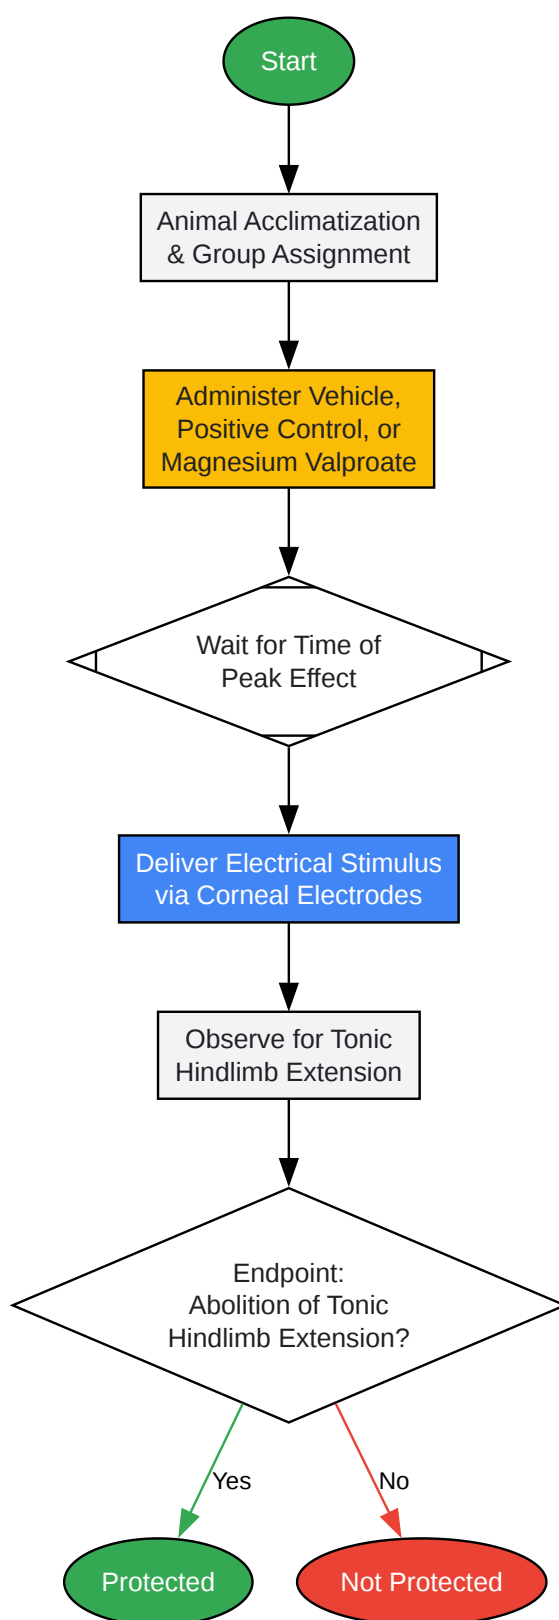 Start
Animal Acclimatization
& Group Assignment
Administer Vehicle,
Positive Control, or
Magnesium Valproate
Wait for Time of
Peak Effect
Deliver Electrical Stimulus
via Corneal Electrodes
Observe for Tonic
Hindlimb Extension
Endpoint:
Abolition of Tonic
Hindlimb Extension?
Yes
No
Protected
Not Protected